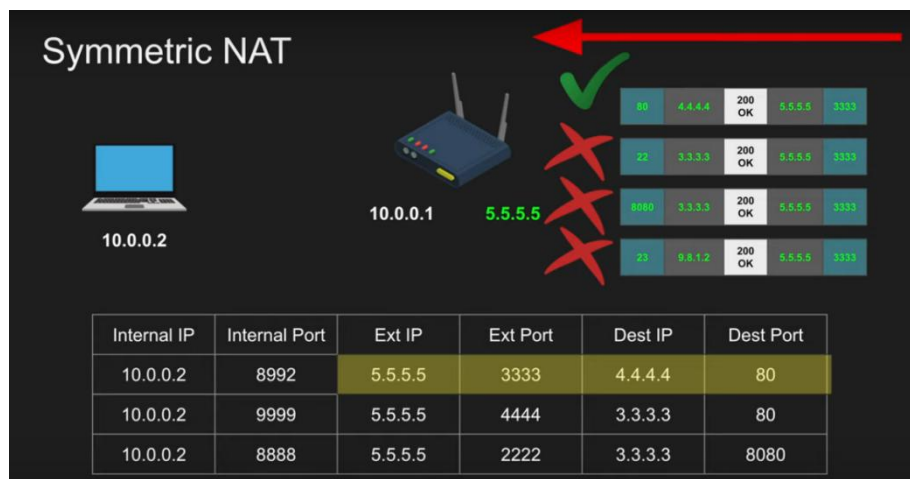 Symmetric NAT
80 4.4.4.4 200 OK 5.5.5.5 3333
22 3.3.3.3 200 OK 5.5.5.5 3333
8080 3.3.3.3 200 OK 5.5.5.5 3333
23 9.8.1.2 200 OK 5.5.5.5 3333
10.0.0.1 5.5.5.5
10.0.0.2
Internal IP Internal Port Ext IP Ext Port Dest IP Dest Port
10.0.0.2 8992 5.5.5.5 3333 4.4.4.4 80
10.0.0.2 9999 5.5.5.5 4444 3.3.3.3 80
10.0.0.2 8888 5.5.5.5 2222 3.3.3.3 8080